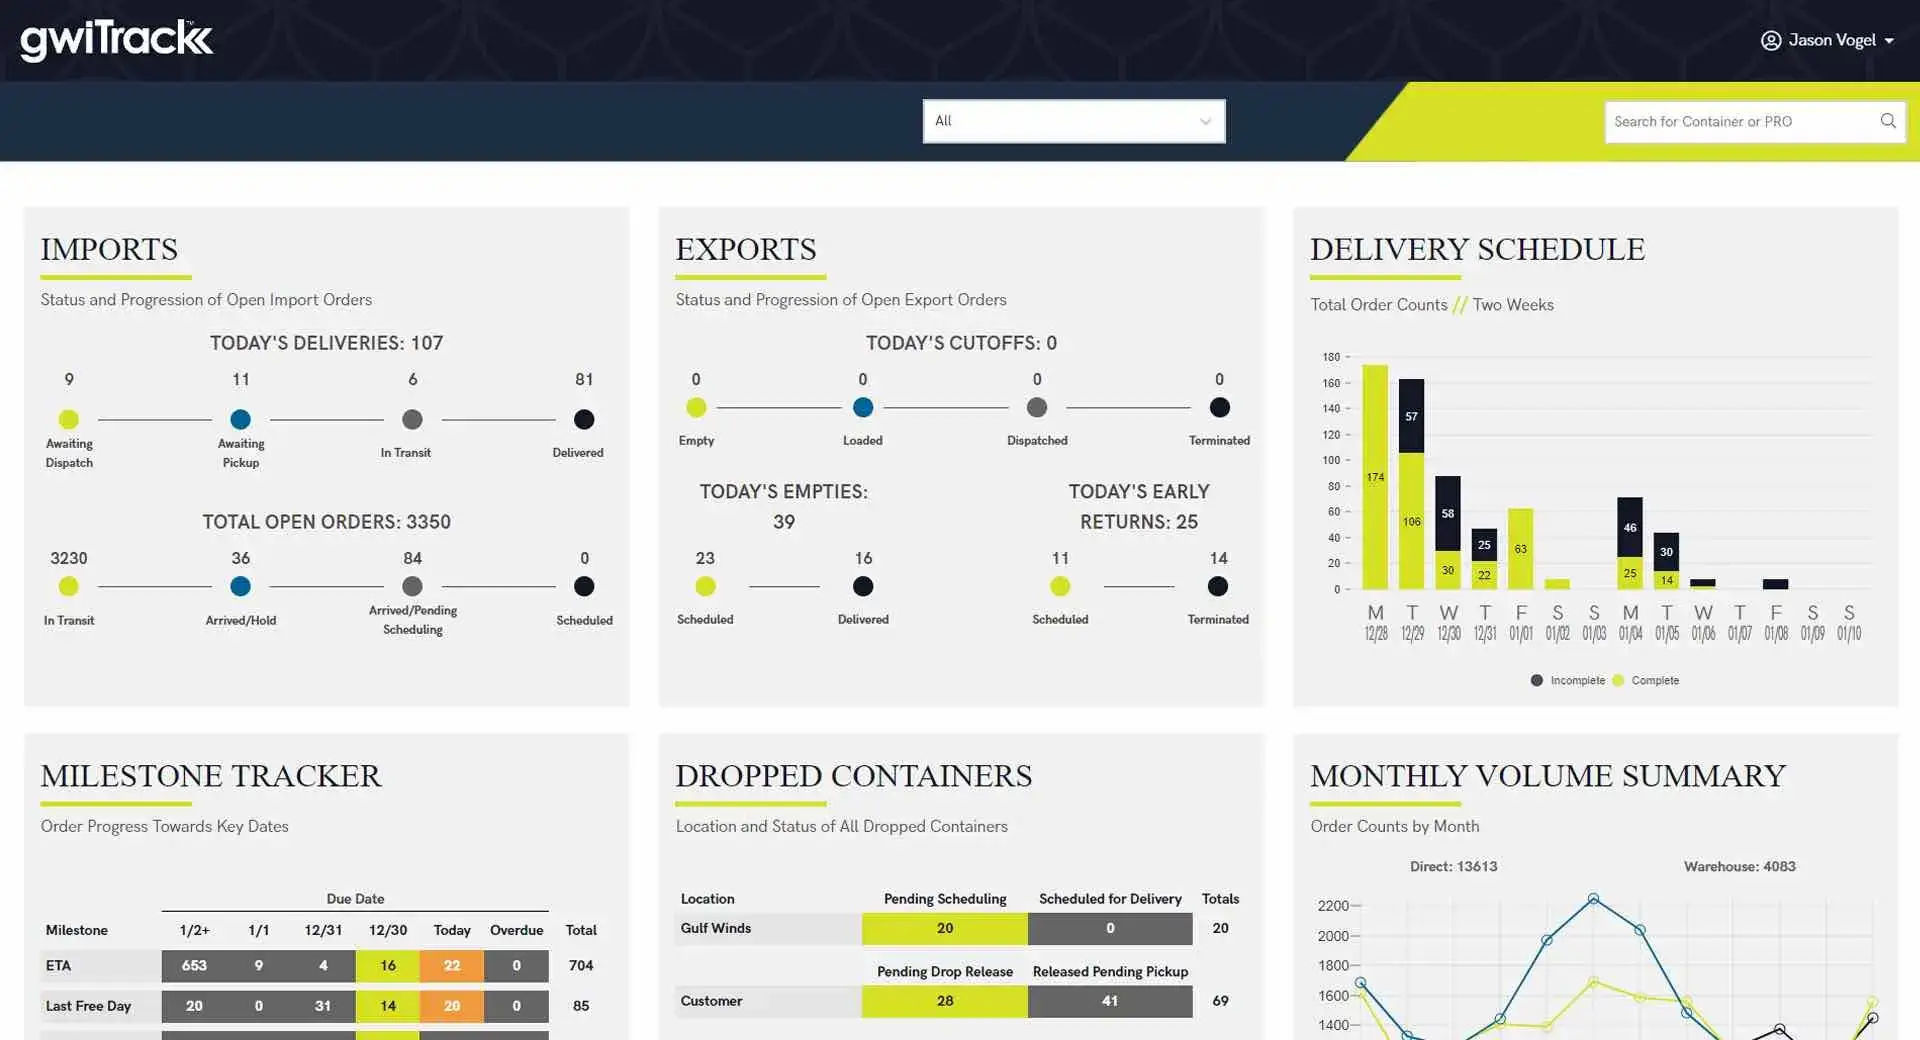 gwiTrack
Jason Vogel
All
Search for Container or PRO
IMPORTS
Status and Progression of Open Import Orders
TODAY'S DELIVERIES: 107
9 11 6 81
Awaiting Dispatch
Awaiting Pickup
In Transit
Delivered
TOTAL OPEN ORDERS: 3350
3230 36 84 0
In Transit
Arrived/Hold
Arrived/Pending Scheduling
Scheduled
EXPORTS
Status and Progression of Open Export Orders
TODAY'S CUTOFFS: 0
0 0 0 0
Empty Loaded Dispatched Terminated
TODAY'S EMPTIES:
39
23 16
Scheduled Delivered
TODAY'S EARLY
RETURNS: 25
11 14
Scheduled Terminated
DELIVERY SCHEDULE
Total Order Counts // Two Weeks
180
160
140
120
100
80
60
40
20
0
174
57
106
58
30
25
22
63
46
25
30
14
M T W T F S S M T W T F S S
12/28 12/29 12/30 12/31 01/01 01/02 01/03 01/04 01/05 01/06 01/07 01/08 01/09 01/10
Incomplete Complete
MILESTONE TRACKER
Order Progress Towards Key Dates
Due Date
Milestone 1/2+ 1/1 12/31 12/30 Today Overdue Total
ETA 653 9 4 16 22 0 704
Last Free Day 20 0 31 14 20 0 85
DROPPED CONTAINERS
Location and Status of All Dropped Containers
Location Pending Scheduling Scheduled for Delivery Totals
Gulf Winds 20 0 20
Pending Drop Release Released Pending Pickup
Customer 28 41 69
MONTHLY VOLUME SUMMARY
Order Counts by Month
Direct: 13613 Warehouse: 4083
2200
2000
1800
1600
1400